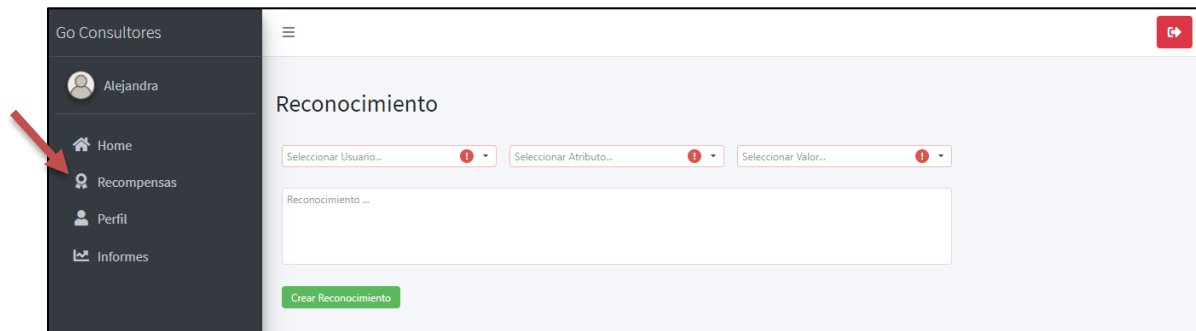 Go Consultores
Alejandra
Home
Recompensas
Perfil
Informes
Reconocimiento
Seleccionar Usuario... Seleccionar Atributo... Seleccionar Valor...
Reconocimiento ...
Crear Reconocimiento